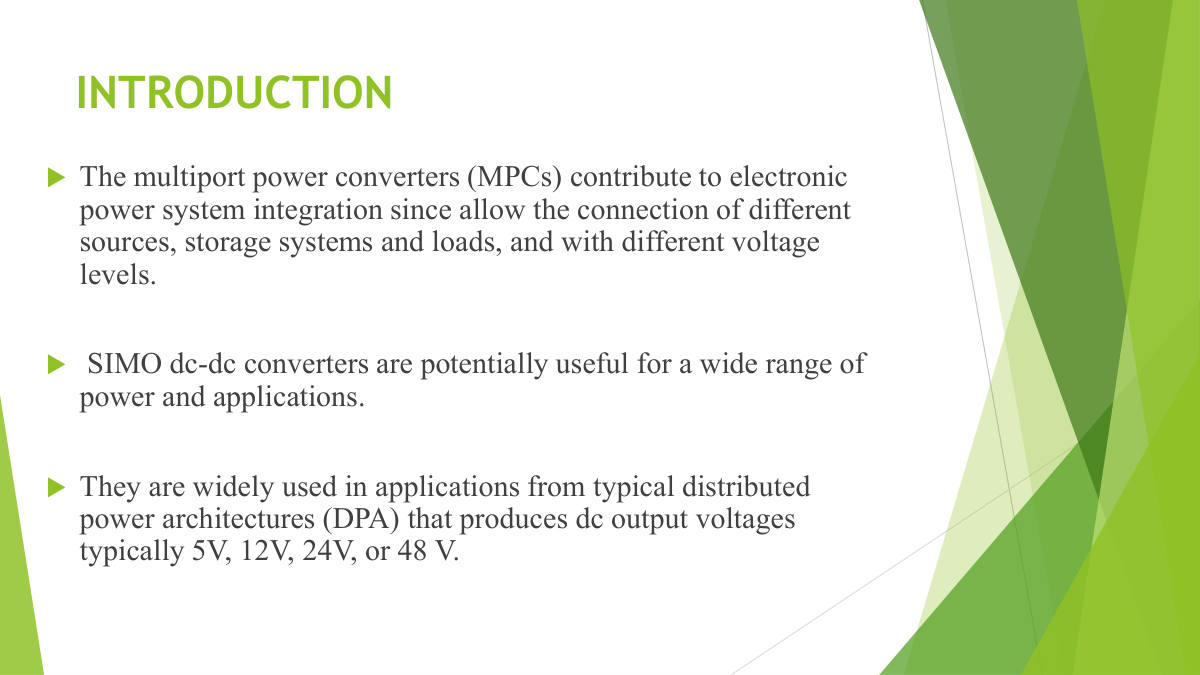 INTRODUCTION
The multiport power converters (MPCs) contribute to electronic
power system integration since allow the connection of different
sources, storage systems and loads, and with different voltage
levels.
SIMO dc-dc converters are potentially useful for a wide range of
power and applications.
They are widely used in applications from typical distributed
power architectures (DPA) that produces dc output voltages
typically 5V, 12V, 24V, or 48 V.